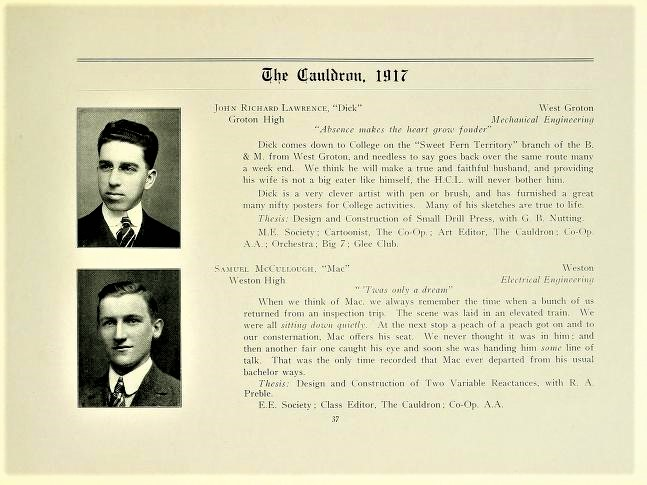 The Cauldron, 1917
JOHN RICHARD LAWRENCE, "Dick" West Groton
Groton High Mechanical Engineering
"Absence makes the heart grow fonder"
Dick comes down to College on the "Sweet Fern Territory" branch of the B.
& M. from West Groton, and needless to say goes back over the same route many
a week end. We think he will make a true and faithful husband, and providing
his wife is not a big eater like himself, the H.C.L. will never bother him.
Dick is a very clever artist with pen or brush, and has furnished a great
many nifty posters for College activities. Many of his sketches are true to life.
Thesis: Design and Construction of Small Drill Press, with G. B. Nutting.
M.E. Society; Cartoonist, The Co-Op.; Art Editor, The Cauldron; Co-Op.
A.A.; Orchestra; Big 7; Glee Club.
SAMUEL MCCULLOUGH, "Mac" Weston
Weston High Electrical Engineering
"'Twas only a dream"
When we think of Mac, we always remember the time when a bunch of us
returned from an inspection trip. The scene was laid in an elevated train. We
were all sitting down quietly. At the next stop a peach of a peach got on and to
our consternation, Mac offers his seat. We never thought it was in him; and
then another fair one caught his eye and soon she was handing him some line of
talk. That was the only time recorded that Mac ever departed from his usual
bachelor ways.
Thesis: Design and Construction of Two Variable Reactances, with R. A.
Preble.
E.E. Society; Class Editor, The Cauldron; Co-Op. A.A.
37